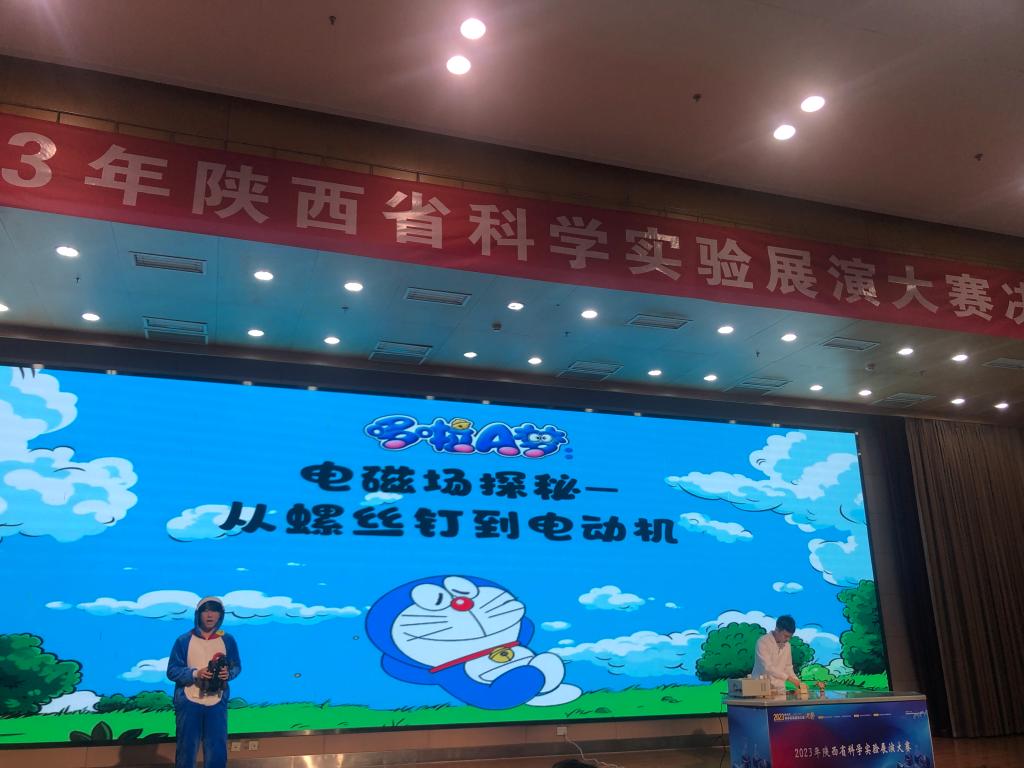 3年陕西省科学实验展演大赛决
哆啦A梦
电磁场探秘—
从螺丝钉到电动机
2023
2023年陕西省科学实验展演大赛